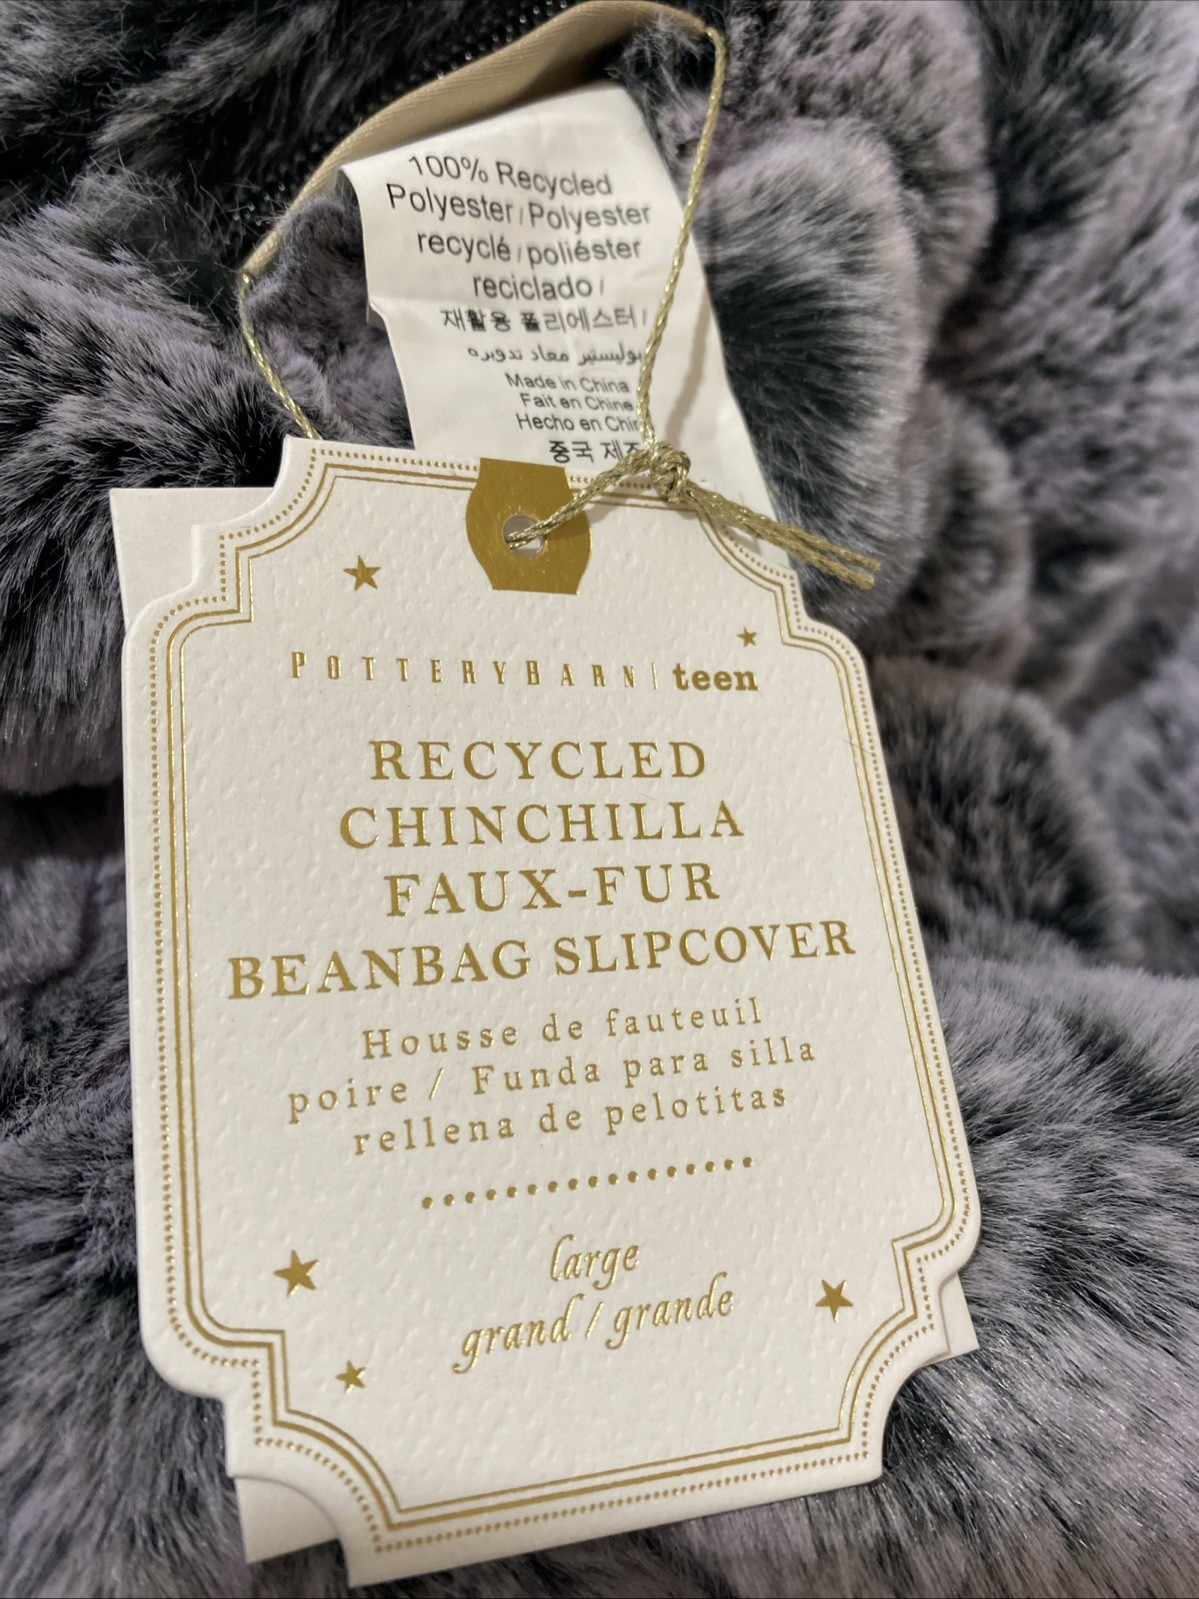 100% Recycled
Polyester / Polyester
recyclé / poliéster
reciclado /
재활용 폴리에스터 /
بوليستير معاد تدويره
Made in China
Fait en Chine
Hecho en Chin
중국 제조
POTTERYBARN | teen
RECYCLED
CHINCHILLA
FAUX-FUR
BEANBAG SLIPCOVER
Housse de fauteuil
poire / Funda para silla
rellena de pelotitas
large
grand / grande